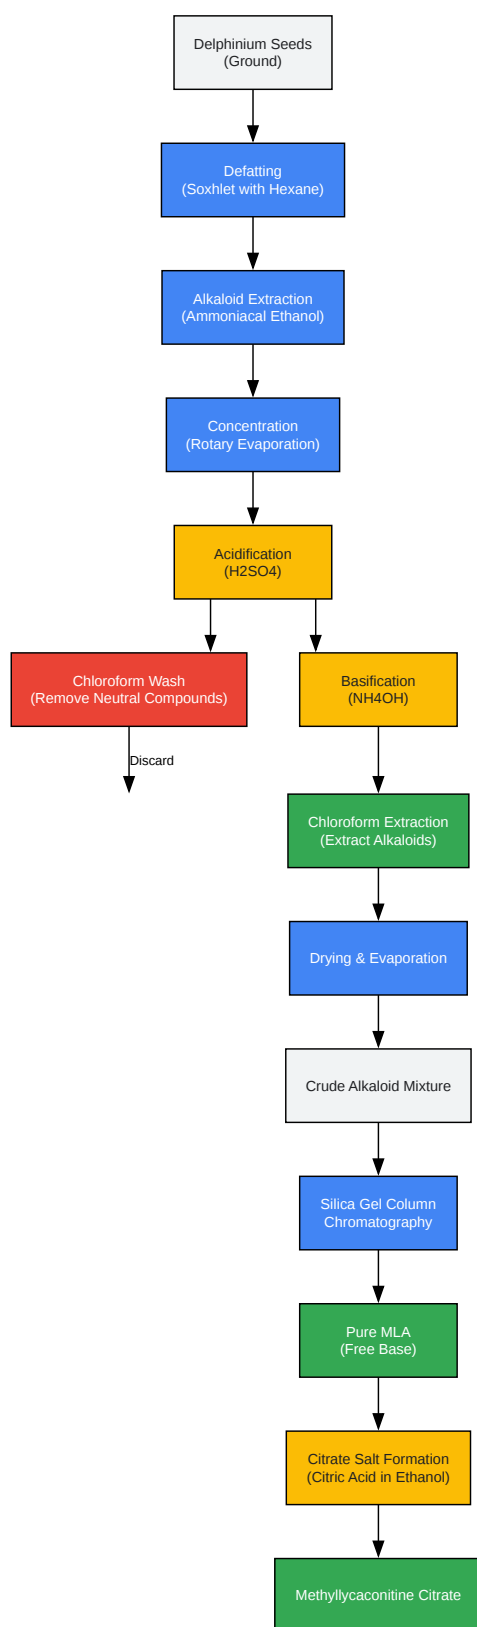 Delphinium Seeds
(Ground)
Defatting
(Soxhlet with Hexane)
Alkaloid Extraction
(Ammoniacal Ethanol)
Concentration
(Rotary Evaporation)
Acidification
(H2SO4)
Chloroform Wash
(Remove Neutral Compounds)
Discard
Basification
(NH4OH)
Chloroform Extraction
(Extract Alkaloids)
Drying & Evaporation
Crude Alkaloid Mixture
Silica Gel Column
Chromatography
Pure MLA
(Free Base)
Citrate Salt Formation
(Citric Acid in Ethanol)
Methyllycaconitine Citrate